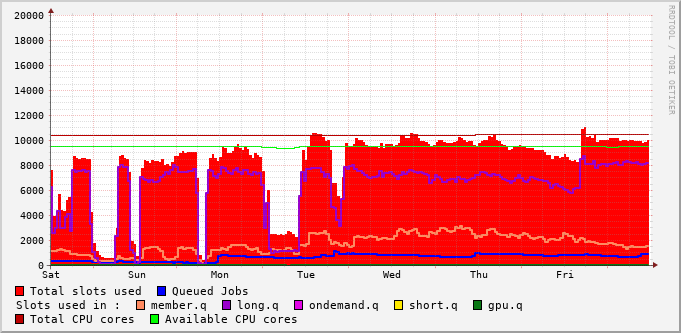 RRDTOOL / TOBI OETIKER
20000
18000
16000
14000
12000
10000
8000
6000
4000
2000
0
Sat Sun Mon Tue Wed Thu Fri
Total slots used Queued Jobs
Slots used in : member.q long.q ondemand.q short.q gpu.q
Total CPU cores Available CPU cores